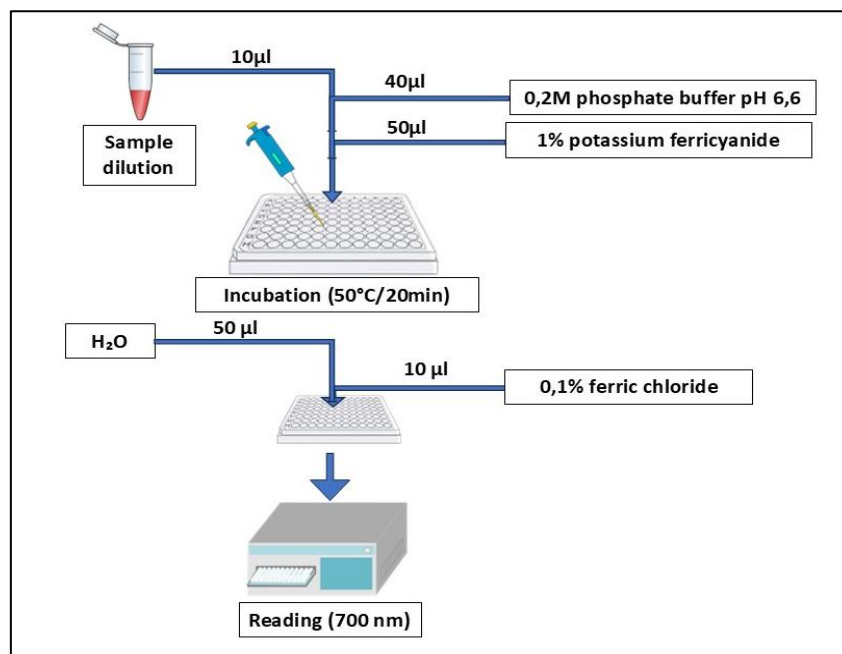 10µl
40µl
0,2M phosphate buffer pH 6,6
50µl
1% potassium ferricyanide
Sample
dilution
Incubation (50°C/20min)
50 µl
H₂O
10 µl
0,1% ferric chloride
Reading (700 nm)